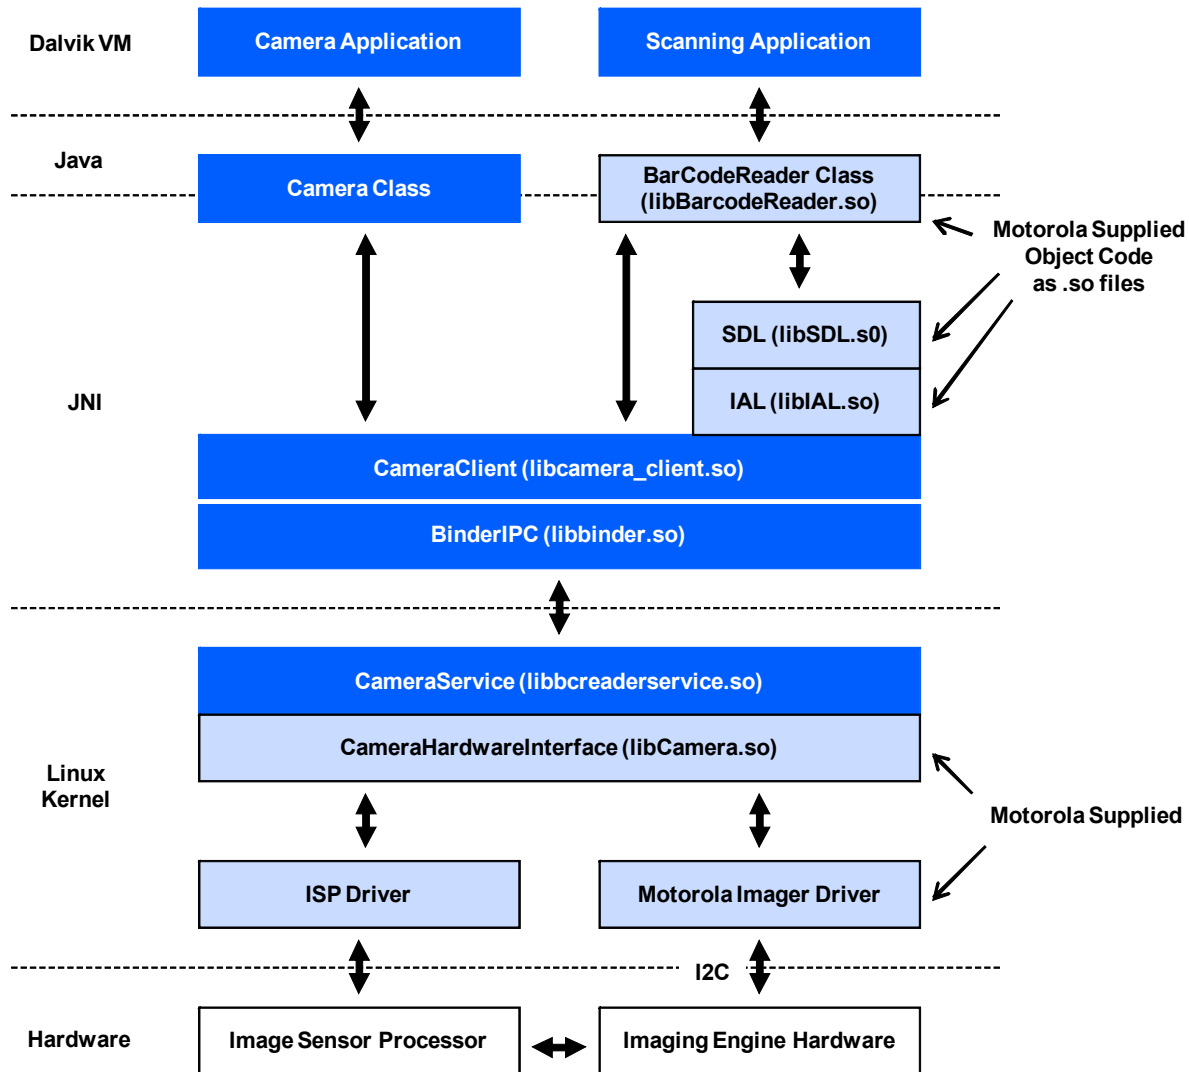 Dalvik VM
Camera Application
Scanning Application
Java
Camera Class
BarCodeReader Class
(libBarcodeReader.so)
Motorola Supplied
Object Code
as .so files
SDL (libSDL.s0)
JNI
IAL (libIAL.so)
CameraClient (libcamera_client.so)
BinderIPC (libbinder.so)
CameraService (libbcreaderservice.so)
CameraHardwareInterface (libCamera.so)
Linux
Kernel
Motorola Supplied
ISP Driver
Motorola Imager Driver
I2C
Hardware
Image Sensor Processor
Imaging Engine Hardware